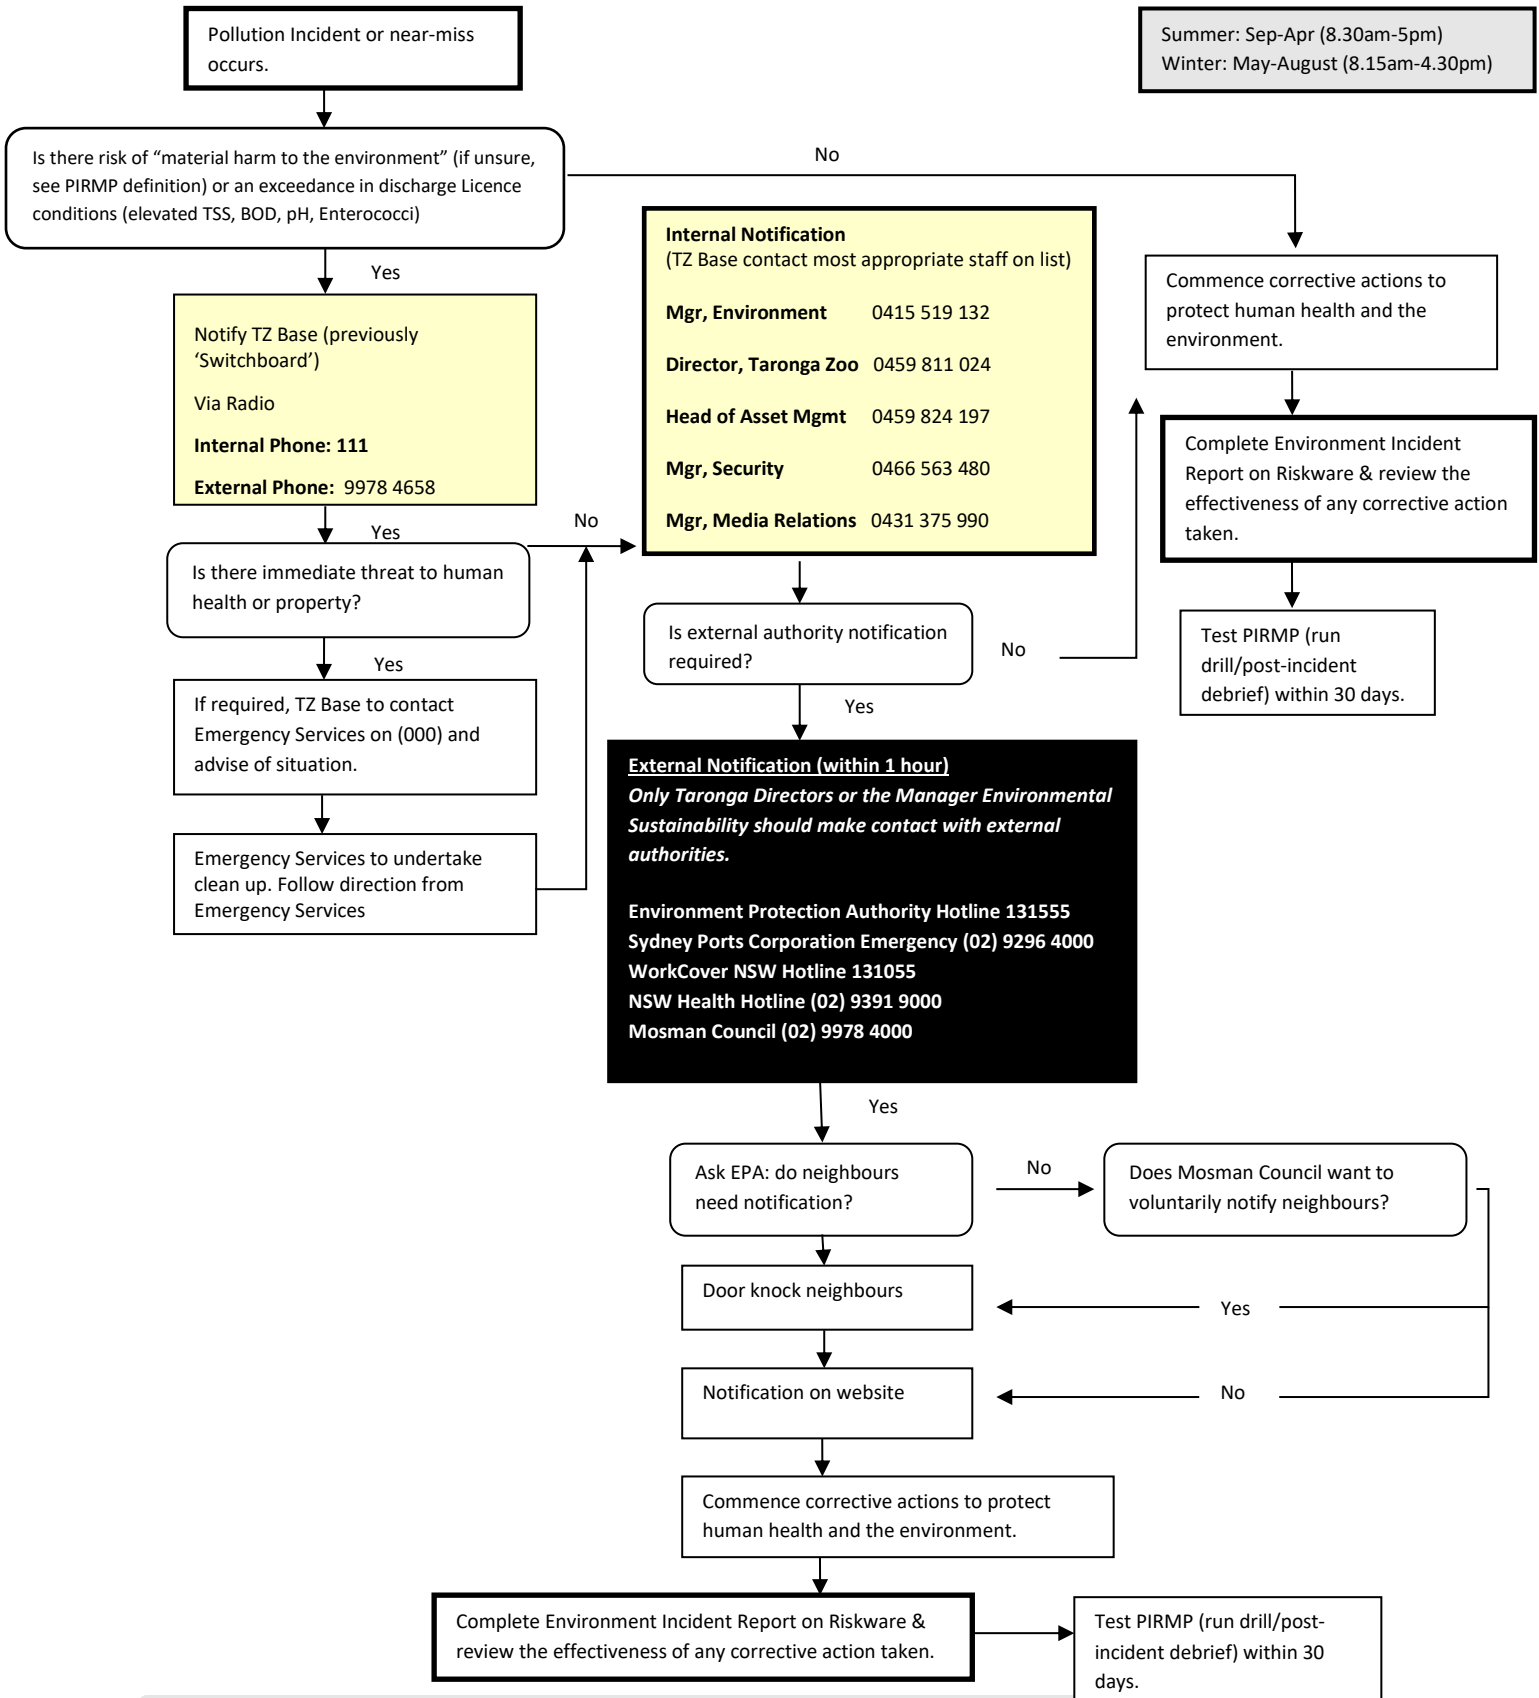 Pollution Incident or near-miss
occurs.
Summer: Sep-Apr (8.30am-5pm)
Winter: May-August (8.15am-4.30pm)
Is there risk of “material harm to the environment” (if unsure,
see PIRMP definition) or an exceedance in discharge Licence
conditions (elevated TSS, BOD, pH, Enterococci)
No
Yes
Notify TZ Base (previously
‘Switchboard’)
Via Radio
Internal Phone: 111
External Phone: 9978 4658
Internal Notification
(TZ Base contact most appropriate staff on list)
Mgr, Environment 0415 519 132
Director, Taronga Zoo 0459 811 024
Head of Asset Mgmt 0459 824 197
Mgr, Security 0466 563 480
Mgr, Media Relations 0431 375 990
Commence corrective actions to
protect human health and the
environment.
Complete Environment Incident
Report on Riskware & review the
effectiveness of any corrective action
taken.
Test PIRMP (run
drill/post-incident
debrief) within 30 days.
Yes
No
Is there immediate threat to human
health or property?
Yes
If required, TZ Base to contact
Emergency Services on (000) and
advise of situation.
Emergency Services to undertake
clean up. Follow direction from
Emergency Services
Is external authority notification
required?
No
Yes
External Notification (within 1 hour)
Only Taronga Directors or the Manager Environmental
Sustainability should make contact with external
authorities.
Environment Protection Authority Hotline 131555
Sydney Ports Corporation Emergency (02) 9296 4000
WorkCover NSW Hotline 131055
NSW Health Hotline (02) 9391 9000
Mosman Council (02) 9978 4000
Yes
Ask EPA: do neighbours
need notification?
No
Does Mosman Council want to
voluntarily notify neighbours?
Door knock neighbours
Yes
Notification on website
No
Commence corrective actions to protect
human health and the environment.
Complete Environment Incident Report on Riskware &
review the effectiveness of any corrective action taken.
Test PIRMP (run drill/post-
incident debrief) within 30
days.